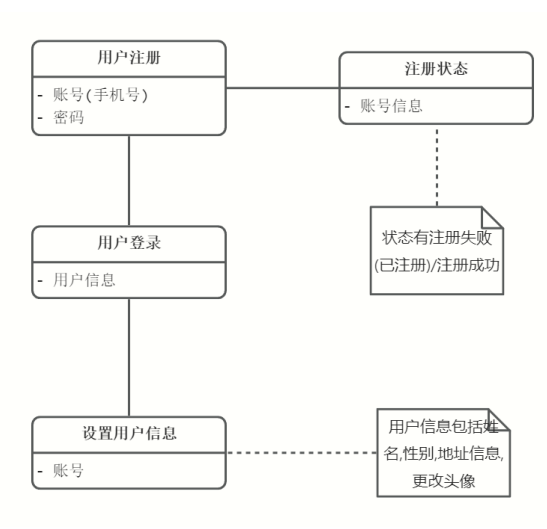 用户注册
- 账号(手机号)
- 密码
注册状态
- 账号信息
状态有注册失败
(已注册)/注册成功
用户登录
- 用户信息
设置用户信息
- 账号
用户信息包括姓
名,性别,地址信息,
更改头像